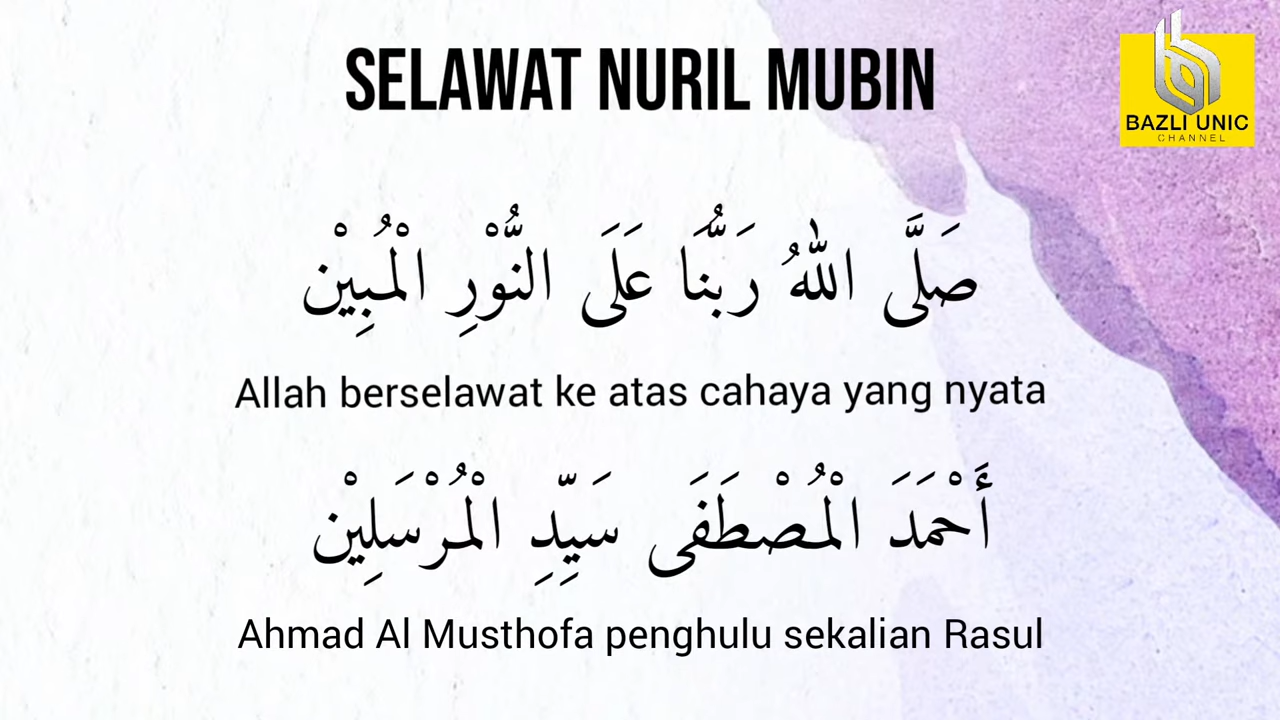 SELAWAT NURIL MUBIN
BAZLI UNIC
CHANNEL
صَلَّى اللهُ رَبُّنَا عَلَى النُّوْرِ الْمُبِيْن
Allah berselawat ke atas cahaya yang nyata
أَحْمَدَ الْمُصْطَفَى سَيِّدِ الْمُرْسَلِيْن
Ahmad Al Musthofa penghulu sekalian Rasul